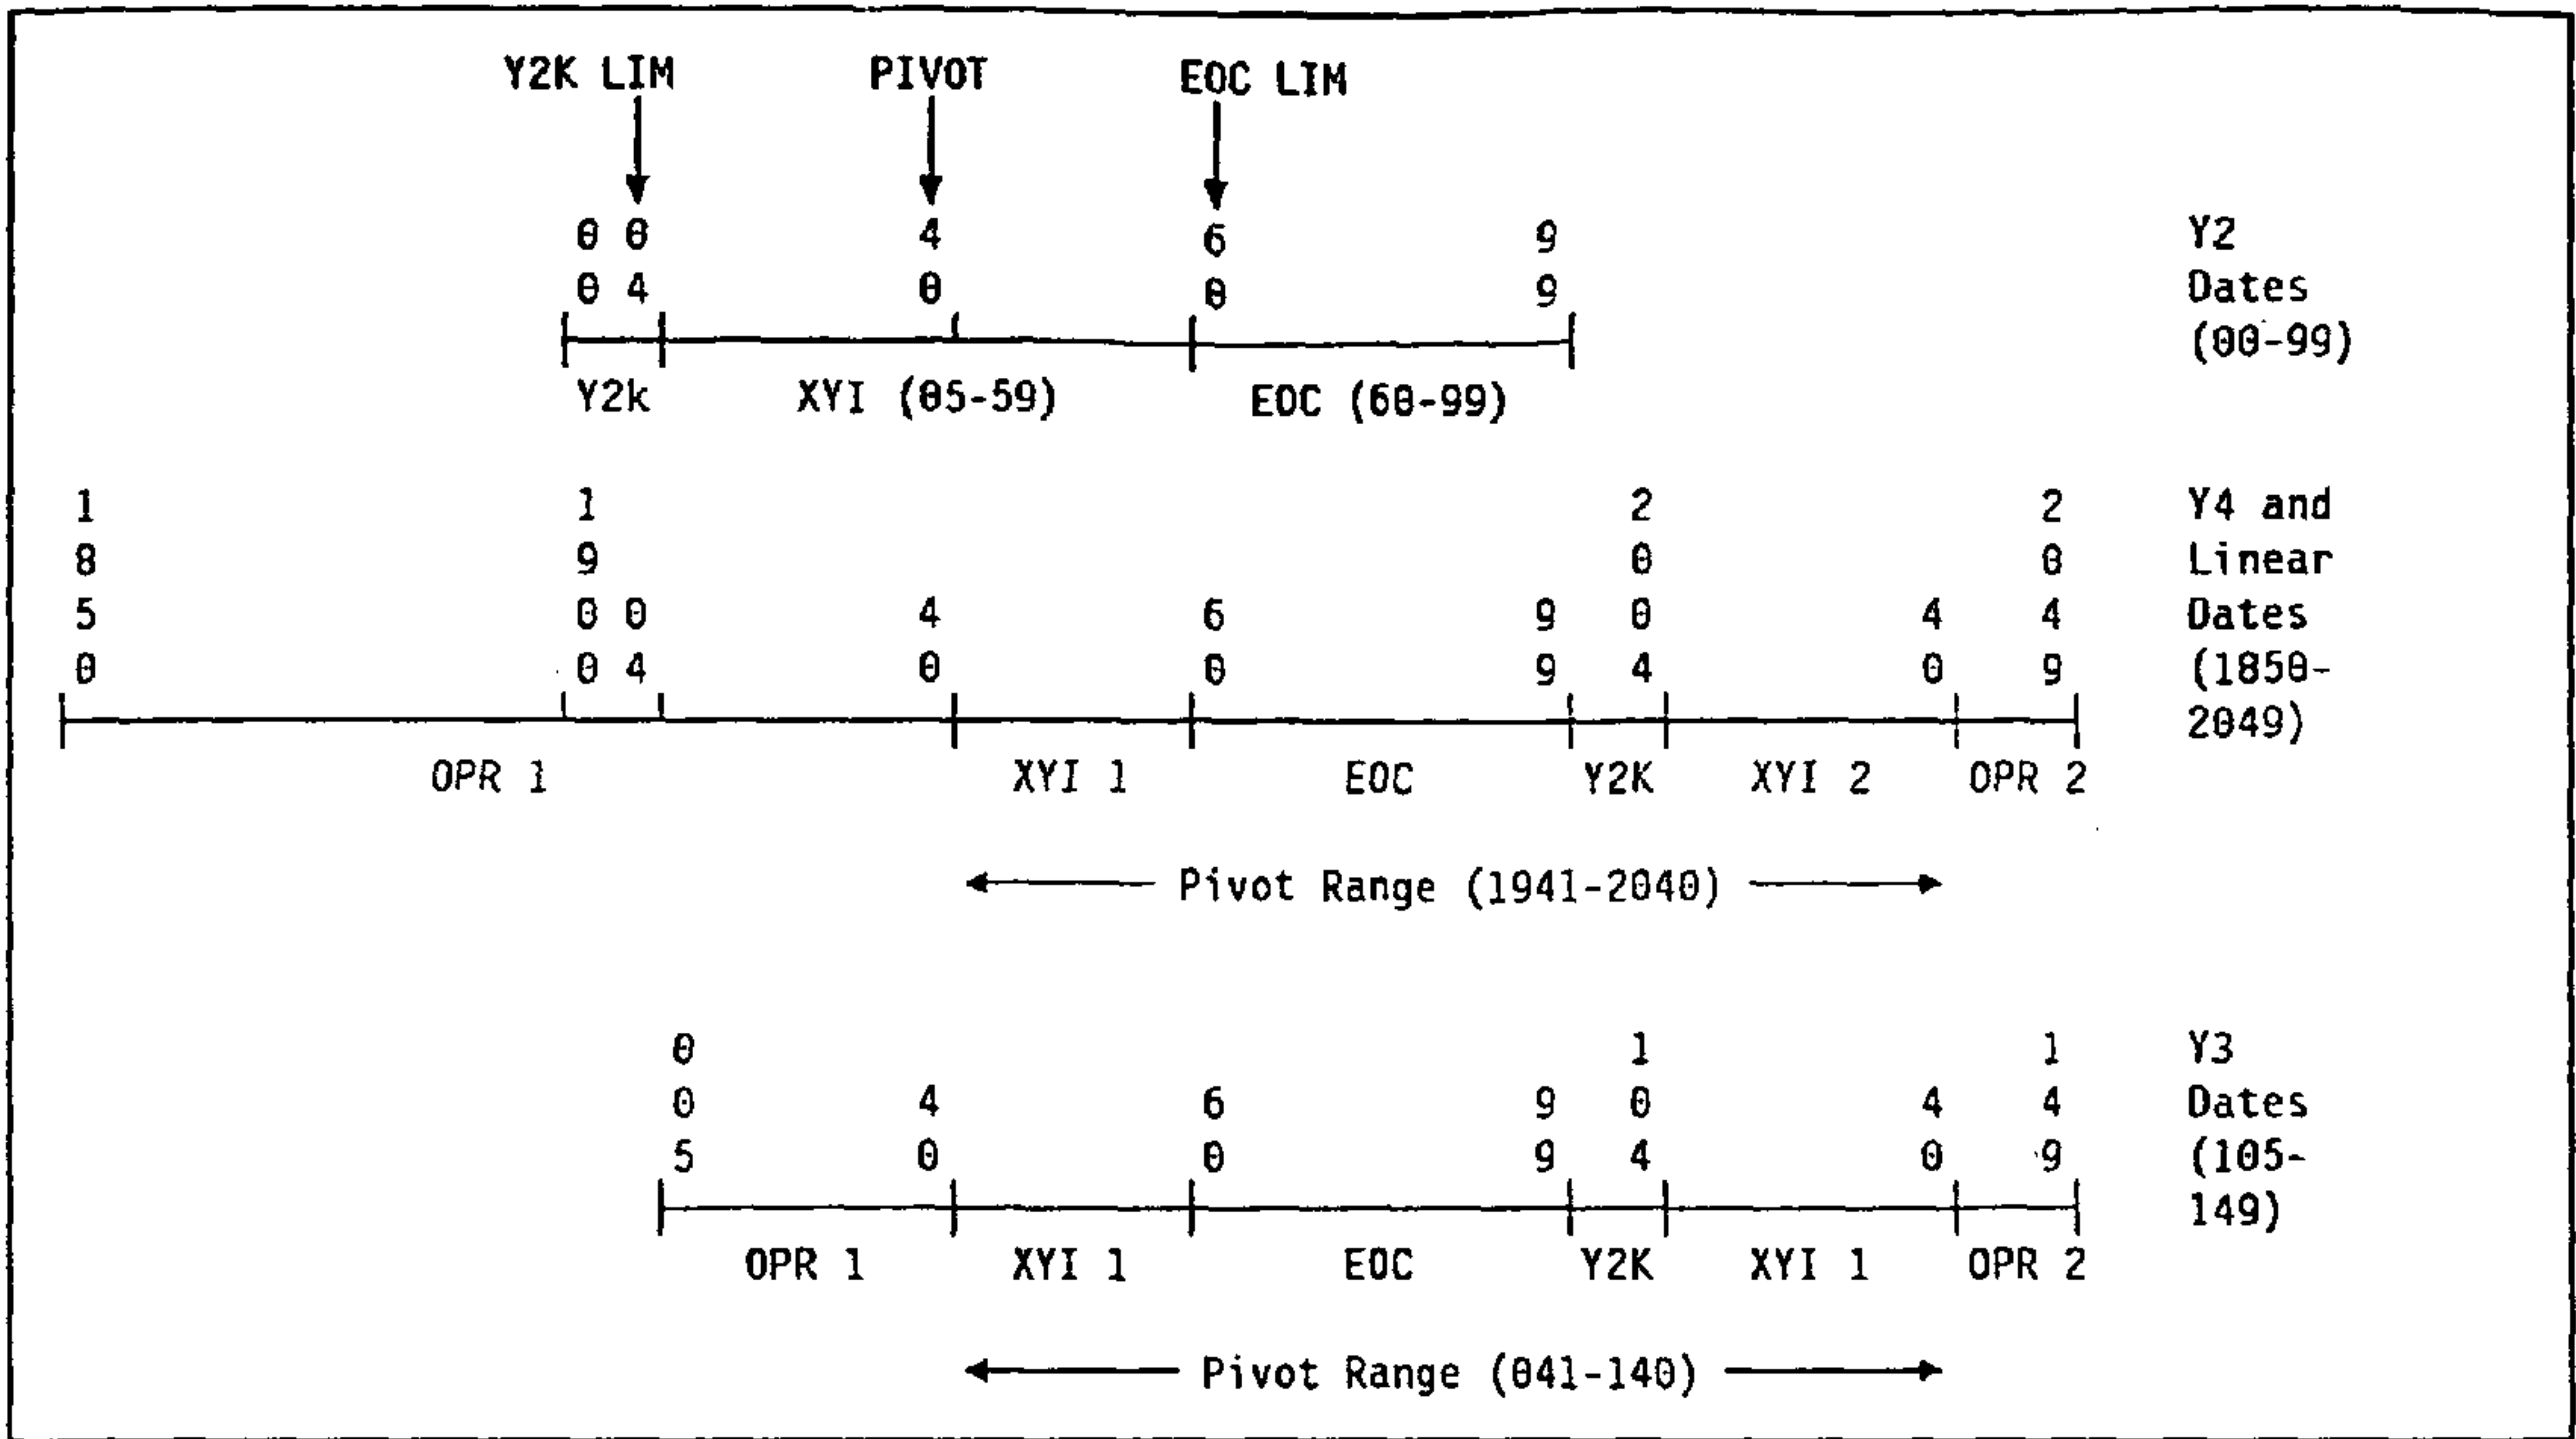 Y2K LIM PIVOT EOC LIM
0 0 4 6 9 Y2
0 4 0 0 9 Dates
(00-99)
Y2k XYI (05-59) EOC (60-99)
1 1 2 2 Y4 and
8 9 0 0 Linear
5 0 0 4 6 9 0 4 4 Dates
0 0 4 0 0 9 4 0 9 (1850-
2049)
OPR 1 XYI 1 EOC Y2K XYI 2 OPR 2
Pivot Range (1941-2040)
0 1 1 Y3
0 4 6 9 0 4 4 Dates
5 0 0 9 4 0 9 (105-
149)
OPR 1 XYI 1 EOC Y2K XYI 1 OPR 2
Pivot Range (041-140)